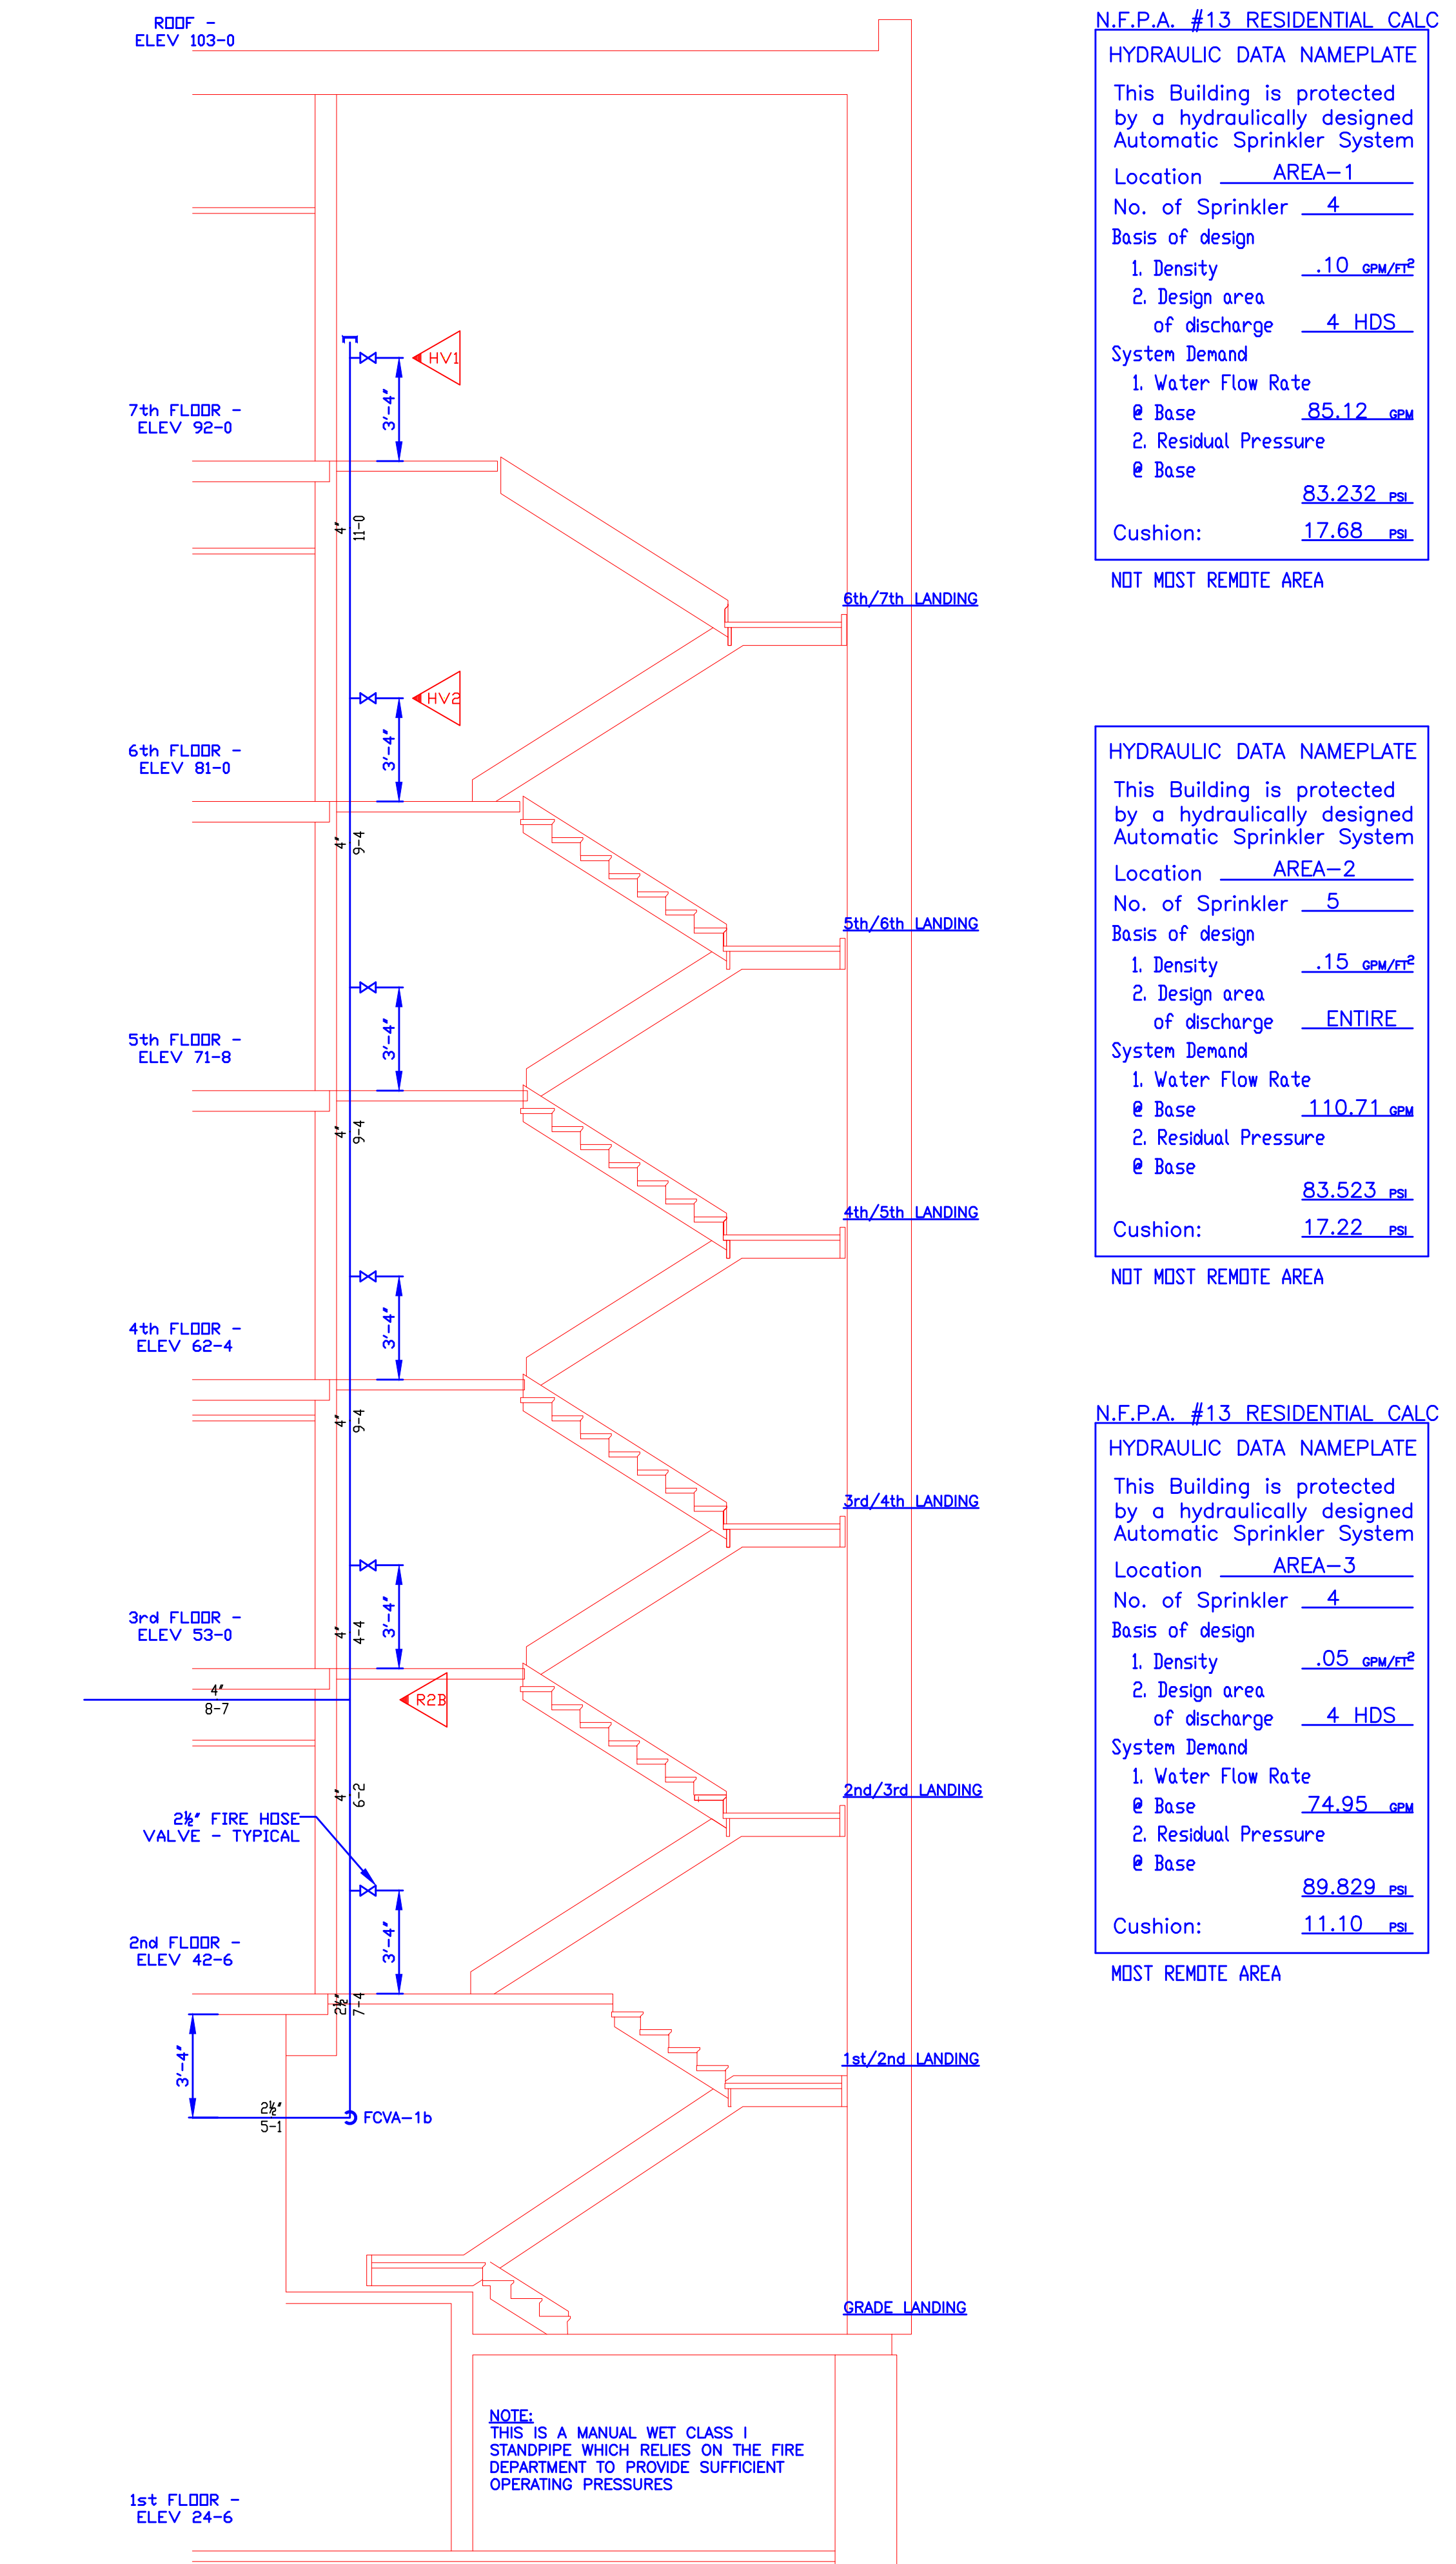 ROOF -
ELEV 103-0
HV1
3'-4"
7th FLOOR -
ELEV 92-0
4"
11-0
6th/7th LANDING
HV2
3'-4"
6th FLOOR -
ELEV 81-0
4"
9-4
5th/6th LANDING
3'-4"
5th FLOOR -
ELEV 71-8
4"
9-4
4th/5th LANDING
3'-4"
4th FLOOR -
ELEV 62-4
4"
9-4
3rd/4th LANDING
3'-4"
3rd FLOOR -
ELEV 53-0
4"
4-4
4"
8-7
R2B
4"
6-2
2nd/3rd LANDING
2½" FIRE HOSE
VALVE - TYPICAL
3'-4"
2nd FLOOR -
ELEV 42-6
2½"
7-4
3'-4"
1st/2nd LANDING
2½"
5-1
FCVA-1b
GRADE LANDING
NOTE:
THIS IS A MANUAL WET CLASS I
STANDPIPE WHICH RELIES ON THE FIRE
DEPARTMENT TO PROVIDE SUFFICIENT
OPERATING PRESSURES
1st FLOOR -
ELEV 24-6
N.F.P.A. #13 RESIDENTIAL CALC
HYDRAULIC DATA NAMEPLATE
This Building is protected
by a hydraulically designed
Automatic Sprinkler System
Location AREA-1
No. of Sprinkler 4
Basis of design
1. Density .10 GPM/FT²
2. Design area
of discharge 4 HDS
System Demand
1. Water Flow Rate
@ Base 85.12 GPM
2. Residual Pressure
@ Base
83.232 PSI
Cushion: 17.68 PSI
NOT MOST REMOTE AREA
HYDRAULIC DATA NAMEPLATE
This Building is protected
by a hydraulically designed
Automatic Sprinkler System
Location AREA-2
No. of Sprinkler 5
Basis of design
1. Density .15 GPM/FT²
2. Design area
of discharge ENTIRE
System Demand
1. Water Flow Rate
@ Base 110.71 GPM
2. Residual Pressure
@ Base
83.523 PSI
Cushion: 17.22 PSI
NOT MOST REMOTE AREA
N.F.P.A. #13 RESIDENTIAL CALC
HYDRAULIC DATA NAMEPLATE
This Building is protected
by a hydraulically designed
Automatic Sprinkler System
Location AREA-3
No. of Sprinkler 4
Basis of design
1. Density .05 GPM/FT²
2. Design area
of discharge 4 HDS
System Demand
1. Water Flow Rate
@ Base 74.95 GPM
2. Residual Pressure
@ Base
89.829 PSI
Cushion: 11.10 PSI
MOST REMOTE AREA